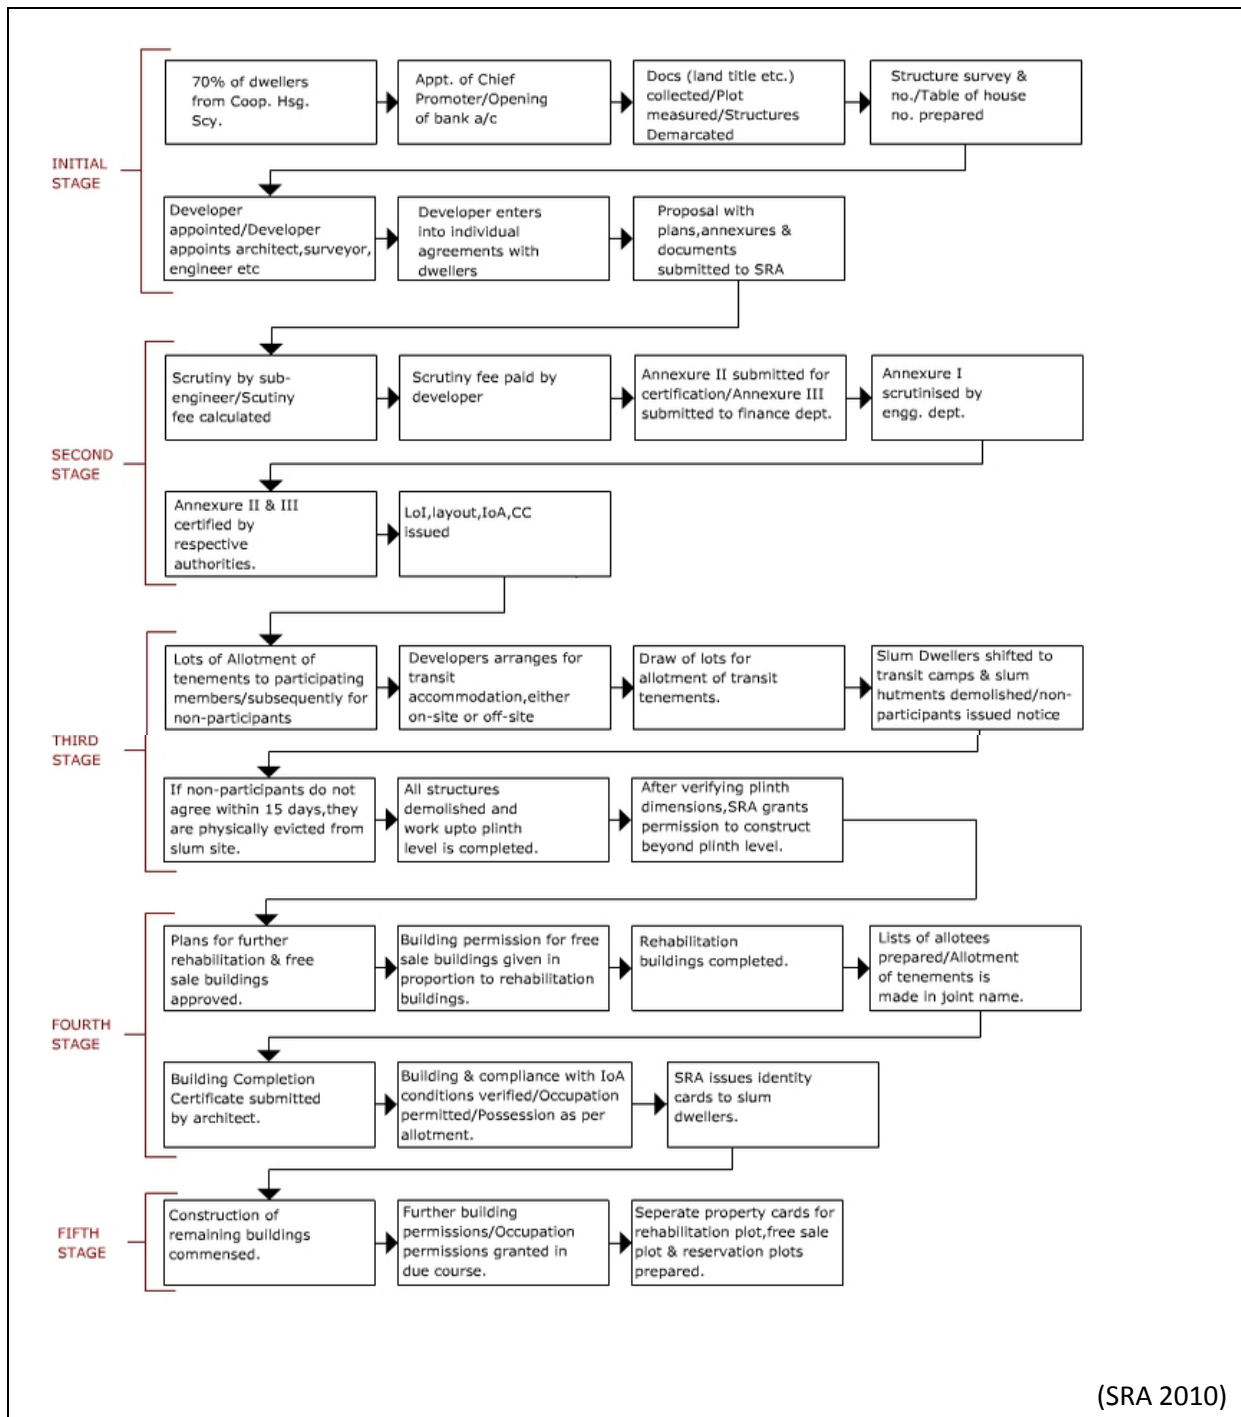 70% of dwellers
from Coop. Hsg.
Scy.
Appt. of Chief
Promoter/Opening
of bank a/c
Docs (land title etc.)
collected/Plot
measured/Structures
Demarcated
Structure survey &
no./Table of house
no. prepared
INITIAL
STAGE
Developer
appointed/Developer
appoints architect,surveyor,
engineer etc
Developer enters
into individual
agreements with
dwellers
Proposal with
plans,annexures &
documents
submitted to SRA
Scrutiny by sub-
engineer/Scutiny
fee calculated
Scrutiny fee paid by
developer
Annexure II submitted for
certification/Annexure III
submitted to finance dept.
Annexure I
scrutinised by
engg. dept.
SECOND
STAGE
Annexure II & III
certified by
respective
authorities.
LoI,layout,IoA,CC
issued
Lots of Allotment of
tenements to participating
members/subsequently for
non-participants
Developers arranges for
transit
accommodation,either
on-site or off-site
Draw of lots for
allotment of transit
tenements.
Slum Dwellers shifted to
transit camps & slum
hutments demolished/non-
participants issued notice
THIRD
STAGE
If non-participants do not
agree within 15 days,they
are physically evicted from
slum site.
All structures
demolished and
work upto plinth
level is completed.
After verifying plinth
dimensions,SRA grants
permission to construct
beyond plinth level.
Plans for further
rehabilitation & free
sale buildings
approved.
Building permission for free
sale buildings given in
proportion to rehabilitation
buildings.
Rehabilitation
buildings completed.
Lists of allotees
prepared/Allotment
of tenements is
made in joint name.
FOURTH
STAGE
Building Completion
Certificate submitted
by architect.
Building & compliance with IoA
conditions verified/Occupation
permitted/Possession as per
allotment.
SRA issues identity
cards to slum
dwellers.
FIFTH
STAGE
Construction of
remaining buildings
commensed.
Further building
permissions/Occupation
permissions granted in
due course.
Seperate property cards for
rehabilitation plot,free sale
plot & reservation plots
prepared.
(SRA 2010)